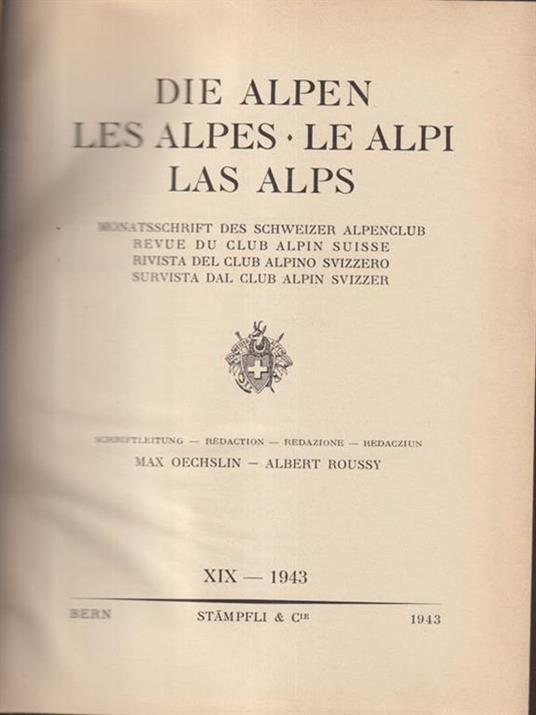 DIE ALPEN
LES ALPES · LE ALPI
LAS ALPS
MONATSSCHRIFT DES SCHWEIZER ALPENCLUB
REVUE DU CLUB ALPIN SUISSE
RIVISTA DEL CLUB ALPINO SVIZZERO
SURVISTA DAL CLUB ALPIN SVIZZER
SCHRIFTLEITUNG — RÉDACTION — REDAZIONE — REDACZIUN
MAX OECHSLIN — ALBERT ROUSSY
XIX — 1943
BERN STÄMPFLI & CIE 1943